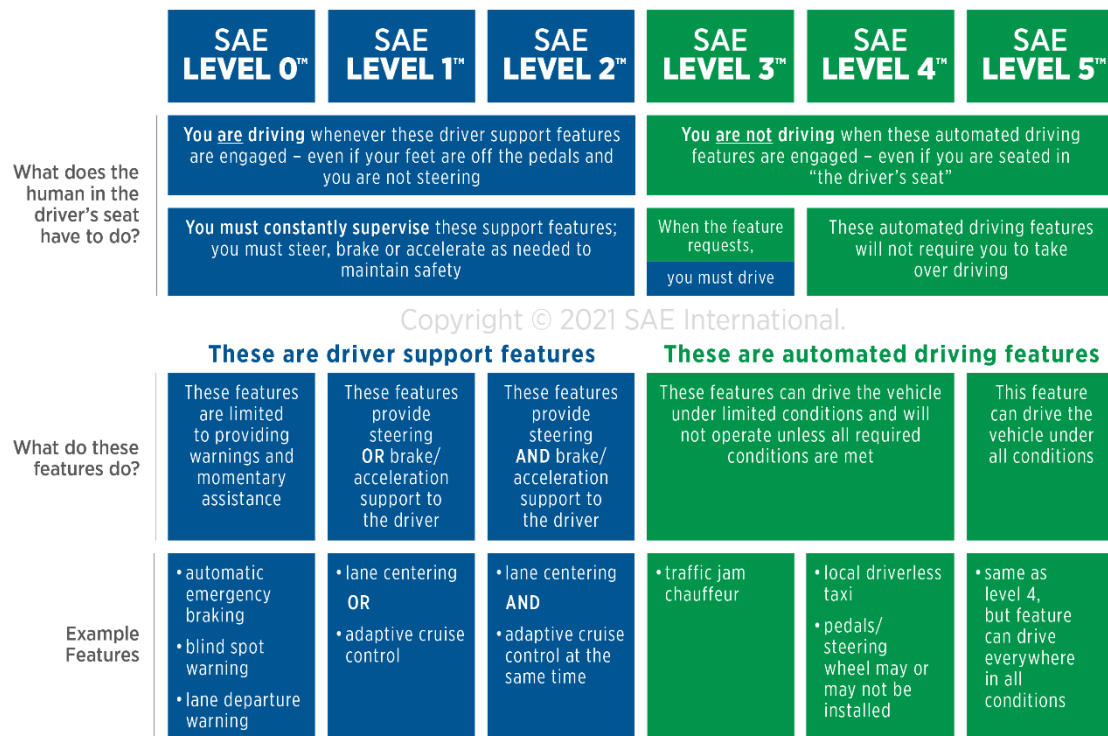 SAE
LEVEL 0™
SAE
LEVEL 1™
SAE
LEVEL 2™
SAE
LEVEL 3™
SAE
LEVEL 4™
SAE
LEVEL 5™
What does the
human in the
driver's seat
have to do?
You are driving whenever these driver support features
are engaged – even if your feet are off the pedals and
you are not steering
You are not driving when these automated driving
features are engaged – even if you are seated in
“the driver's seat”
You must constantly supervise these support features;
you must steer, brake or accelerate as needed to
maintain safety
When the feature
requests,
you must drive
These automated driving features
will not require you to take
over driving
Copyright © 2021 SAE International.
These are driver support features
These are automated driving features
What do these
features do?
These features
are limited
to providing
warnings and
momentary
assistance
These features
provide
steering
OR brake/
acceleration
support to
the driver
These features
provide
steering
AND brake/
acceleration
support to
the driver
These features can drive the vehicle
under limited conditions and will
not operate unless all required
conditions are met
This feature
can drive the
vehicle under
all conditions
Example
Features
• automatic
emergency
braking
• blind spot
warning
• lane departure
warning
• lane centering
OR
• adaptive cruise
control
• lane centering
AND
• adaptive cruise
control at the
same time
• traffic jam
chauffeur
• local driverless
taxi
• pedals/
steering
wheel may or
may not be
installed
• same as
level 4,
but feature
can drive
everywhere
in all
conditions